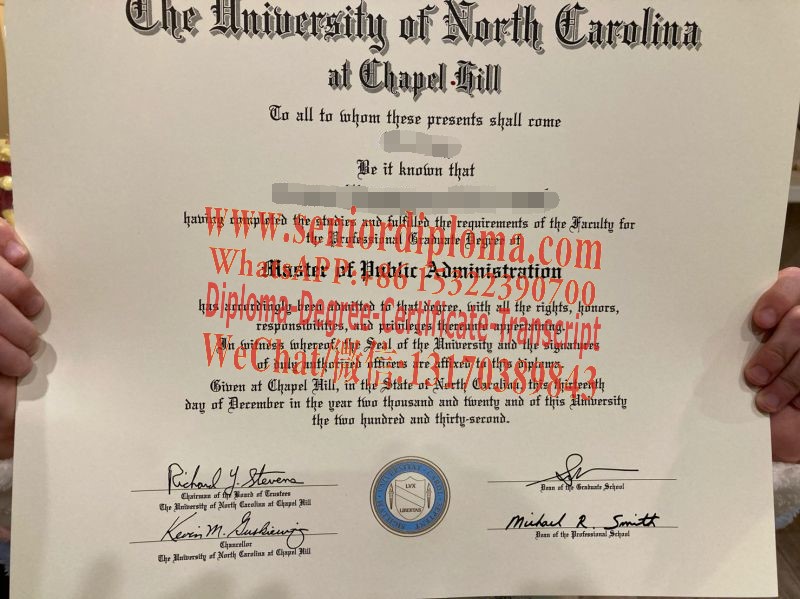 The University of North Carolina
at Chapel Hill
To all to whom these presents shall come
Be it known that
www.seniordiploma.com
having completed the studies and fulfilled the requirements of the Faculty for
the Professional Graduate Degree of
WhatsAPP:+86 15322390700
Master of Public Administration
has accordingly been admitted to that degree, with all the rights, honors,
Diploma-Degree-Certificate Transcript
responsibilities, and privileges thereunto appertaining.
In witness whereof, the Seal of the University and the signatures
WeChat/微信:13170389843
of duly authorized officers are affixed to this diploma.
Given at Chapel Hill, in the State of North Carolina, this thirteenth
day of December in the year two thousand and twenty and of this University
the two hundred and thirty-second.
Richard Y. Stevens
Chairman of the Board of Trustees
The University of North Carolina at Chapel Hill
Kevin M. Guskiewicz
Chancellor
The University of North Carolina at Chapel Hill
LVX
LIBERTAS
Dean of the Graduate School
Michael R. Smith
Dean of the Professional School